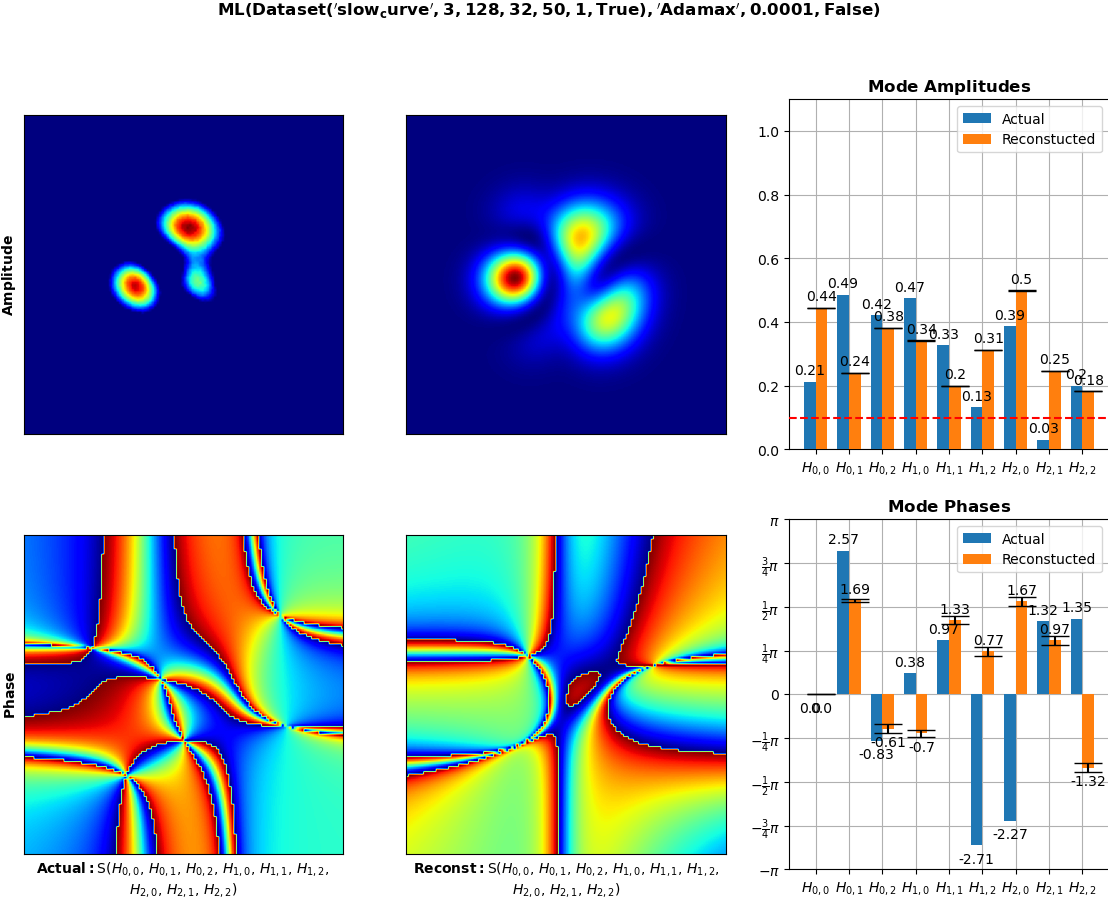 ML(Dataset(′slow_curve′, 3, 128, 32, 50, 1, True), ′Adamax′, 0.0001, False)
Amplitude
Mode Amplitudes
Actual
Reconstucted
1.0
0.8
0.6
0.4
0.2
0.0
0.21
0.44
0.49
0.24
0.42
0.38
0.47
0.34
0.33
0.2
0.13
0.31
0.39
0.5
0.03
0.25
0.2
0.18
H0,0 H0,1 H0,2 H1,0 H1,1 H1,2 H2,0 H2,1 H2,2
Phase
Actual: S(H0,0, H0,1, H0,2, H1,0, H1,1, H1,2,
H2,0, H2,1, H2,2)
Reconst: S(H0,0, H0,1, H0,2, H1,0, H1,1, H1,2,
H2,0, H2,1, H2,2)
Mode Phases
Actual
Reconstucted
π
3/4π
1/2π
1/4π
0
−1/4π
−1/2π
−3/4π
−π
0.0
0.0
2.57
1.69
-0.83
-0.61
0.38
-0.7
0.97
1.33
-2.71
0.77
-2.27
1.67
1.32
0.97
1.35
-1.32
H0,0 H0,1 H0,2 H1,0 H1,1 H1,2 H2,0 H2,1 H2,2